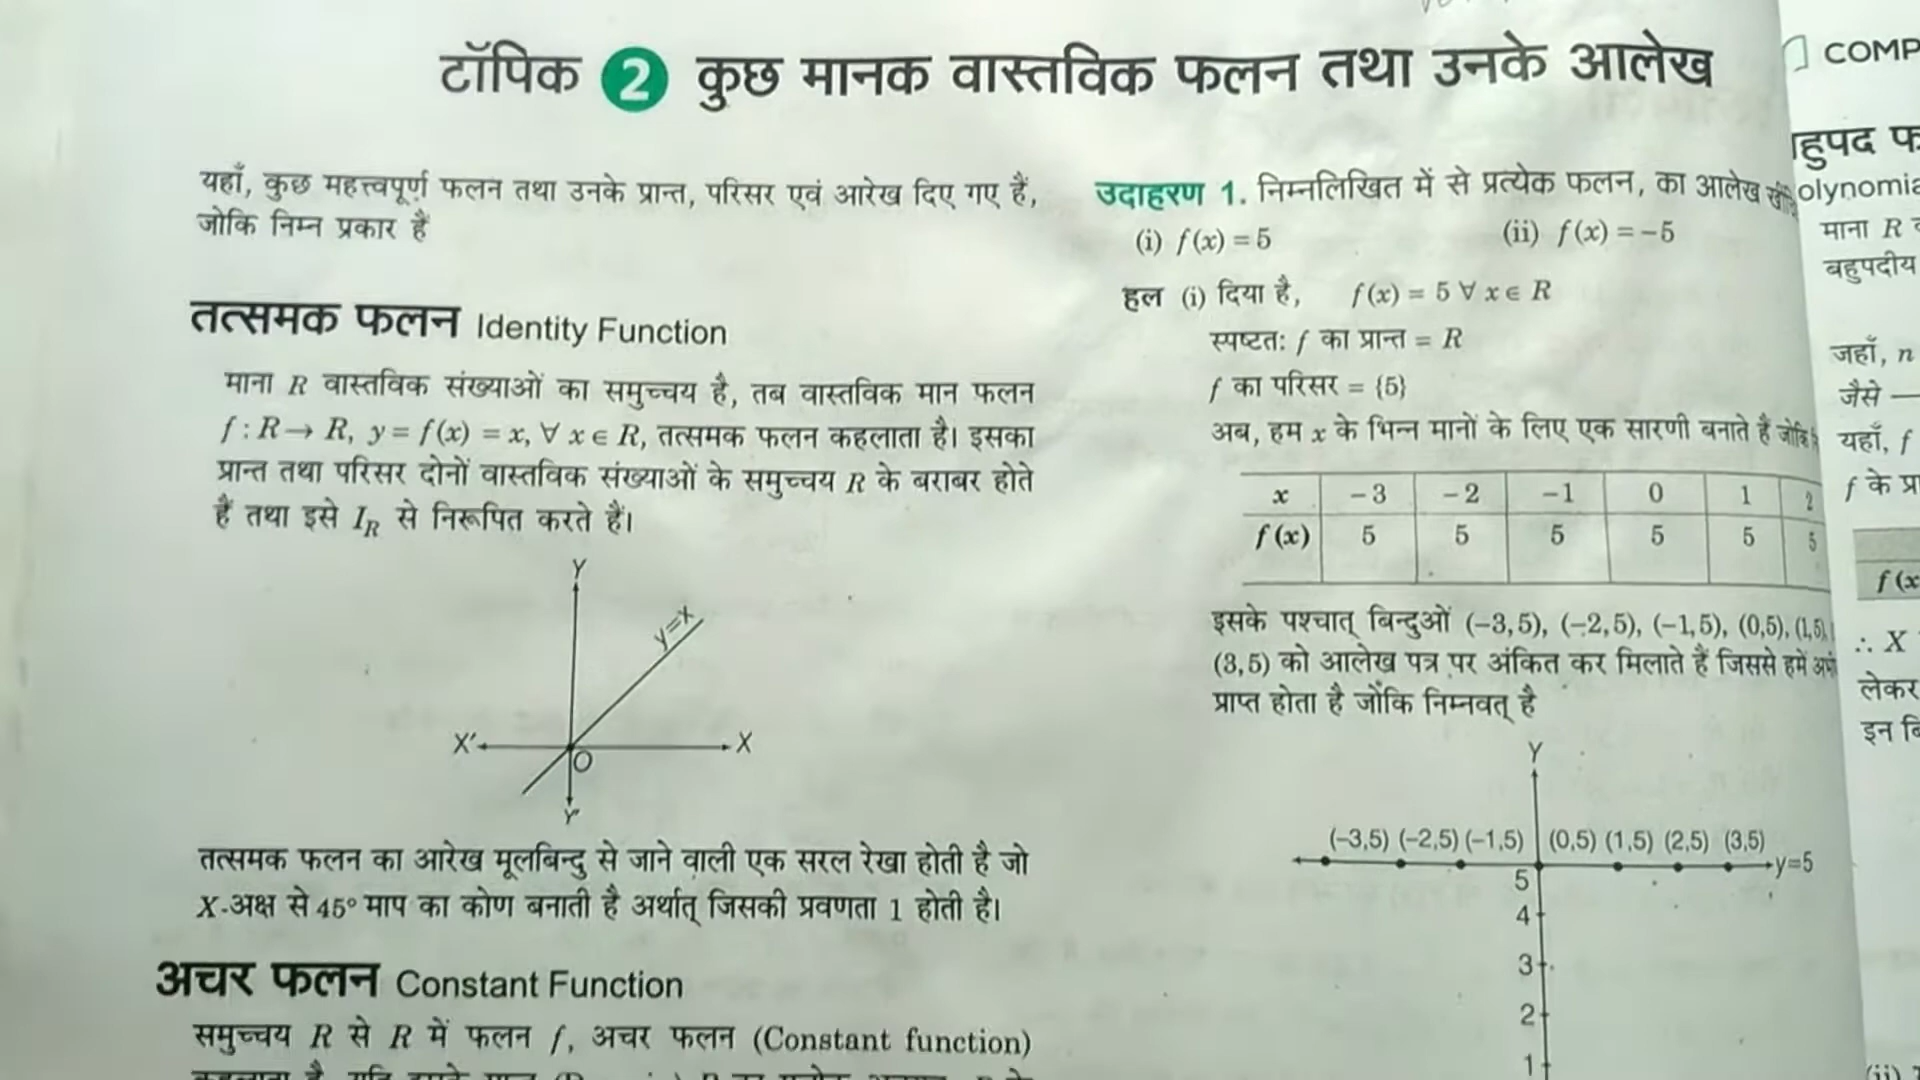 टॉपिक 2 कुछ मानक वास्तविक फलन तथा उनके आलेख
यहाँ, कुछ महत्त्वपूर्ण फलन तथा उनके प्रान्त, परिसर एवं आरेख दिए गए हैं,
जोकि निम्न प्रकार हैं
तत्समक फलन Identity Function
माना R वास्तविक संख्याओं का समुच्चय है, तब वास्तविक मान फलन
f : R → R, y = f(x) = x, ∀ x ∈ R, तत्समक फलन कहलाता है। इसका
प्रान्त तथा परिसर दोनों वास्तविक संख्याओं के समुच्चय R के बराबर होते
हैं तथा इसे I_R से निरूपित करते हैं।
Y
y=x
X′ X
O
Y′
तत्समक फलन का आरेख मूलबिन्दु से जाने वाली एक सरल रेखा होती है जो
X-अक्ष से 45° माप का कोण बनाती है अर्थात् जिसकी प्रवणता 1 होती है।
अचर फलन Constant Function
समुच्चय R से R में फलन f, अचर फलन (Constant function)
उदाहरण 1. निम्नलिखित में से प्रत्येक फलन, का आलेख
(i) f(x) = 5 (ii) f(x) = -5
हल (i) दिया है, f(x) = 5 ∀ x ∈ R
स्पष्टतः f का प्रान्त = R
f का परिसर = {5}
अब, हम x के भिन्न मानों के लिए एक सारणी बनाते हैं
x -3 -2 -1 0 1 2
f(x) 5 5 5 5 5 5
इसके पश्चात् बिन्दुओं (-3,5), (-2,5), (-1,5), (0,5), (1,5),
(3,5) को आलेख पत्र पर अंकित कर मिलाते हैं जिससे हमें
प्राप्त होता है जोकि निम्नवत् है
Y
(-3,5) (-2,5) (-1,5) (0,5) (1,5) (2,5) (3,5)
y=5
5
4
3
2
1
COMP
माना R
बहुपदीय
जहाँ, n
जैसे —
यहाँ, f
f के
f(x
∴ X
लेकर
इन
(ii)